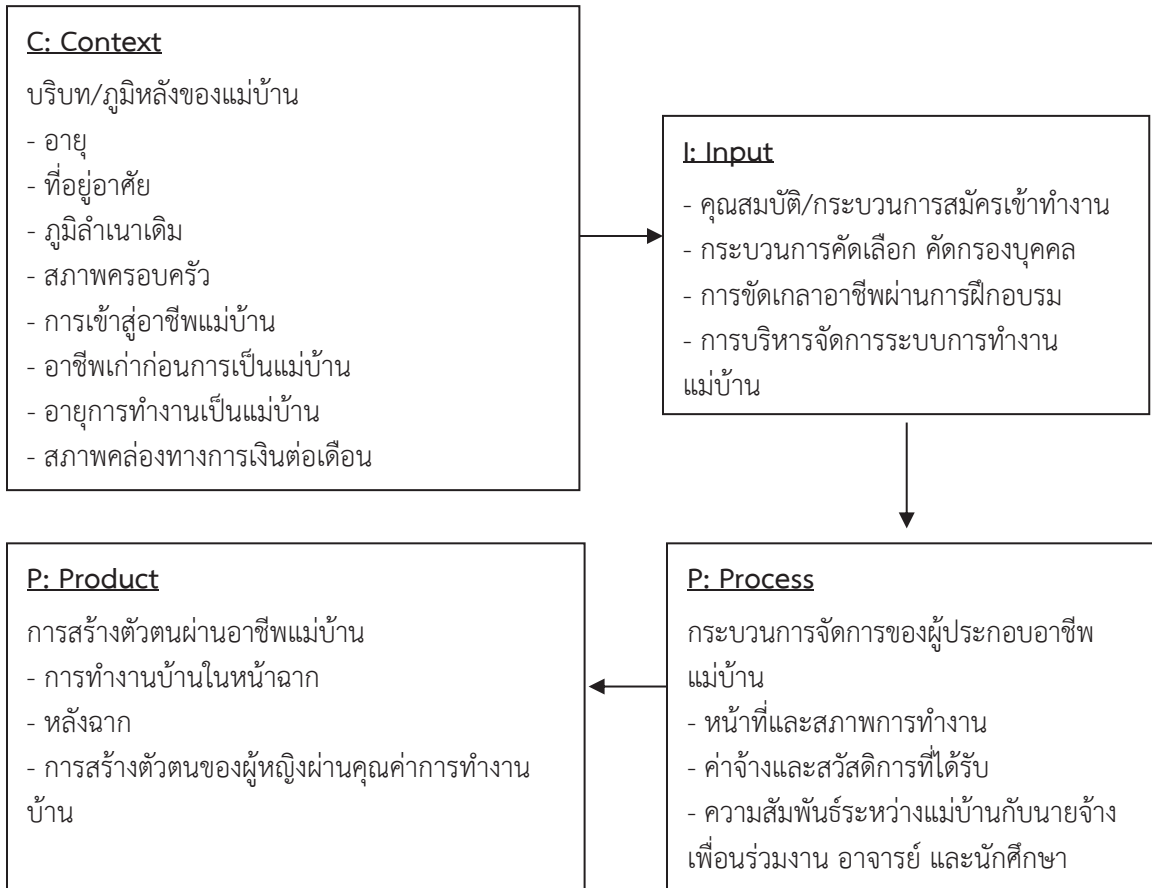 C: Context
บริบท/ภูมิหลังของแม่บ้าน
- อายุ
- ที่อยู่อาศัย
- ภูมิลำเนาเดิม
- สภาพครอบครัว
- การเข้าสู่อาชีพแม่บ้าน
- อาชีพเก่าก่อนการเป็นแม่บ้าน
- อายุการทำงานเป็นแม่บ้าน
- สภาพคล่องทางการเงินต่อเดือน
I: Input
- คุณสมบัติ/กระบวนการสมัครเข้าทำงาน
- กระบวนการคัดเลือก คัดกรองบุคคล
- การขัดเกลาอาชีพผ่านการฝึกอบรม
- การบริหารจัดการระบบการทำงาน
แม่บ้าน
P: Process
กระบวนการจัดการของผู้ประกอบอาชีพ
แม่บ้าน
- หน้าที่และสภาพการทำงาน
- ค่าจ้างและสวัสดิการที่ได้รับ
- ความสัมพันธ์ระหว่างแม่บ้านกับนายจ้าง
เพื่อนร่วมงาน อาจารย์ และนักศึกษา
P: Product
การสร้างตัวตนผ่านอาชีพแม่บ้าน
- การทำงานบ้านในหน้าฉาก
- หลังฉาก
- การสร้างตัวตนของผู้หญิงผ่านคุณค่าการทำงาน
บ้าน